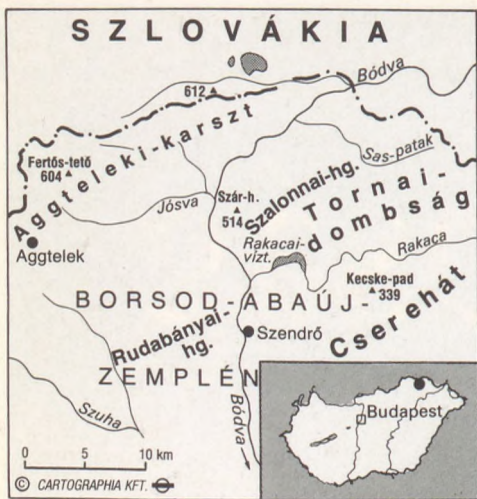 SZLOVÁKIA
Bódva
612
Aggteleki-karszt
Fertős-tető
604
Sas-patak
Szár-h.
514
Szalonnai-hg.
Tornai-
dombság
Jósva
Aggtelek
Rakacai-
vízt.
Rakaca
Kecske-pad
339
BORSOD-ABAÚJ-
ZEMPLÉN
Cserehát
Rudabányai-
hg.
Szendrő
Szuha
Bódva
Budapest
0 5 10 km
© CARTOGRAPHIA KFT.